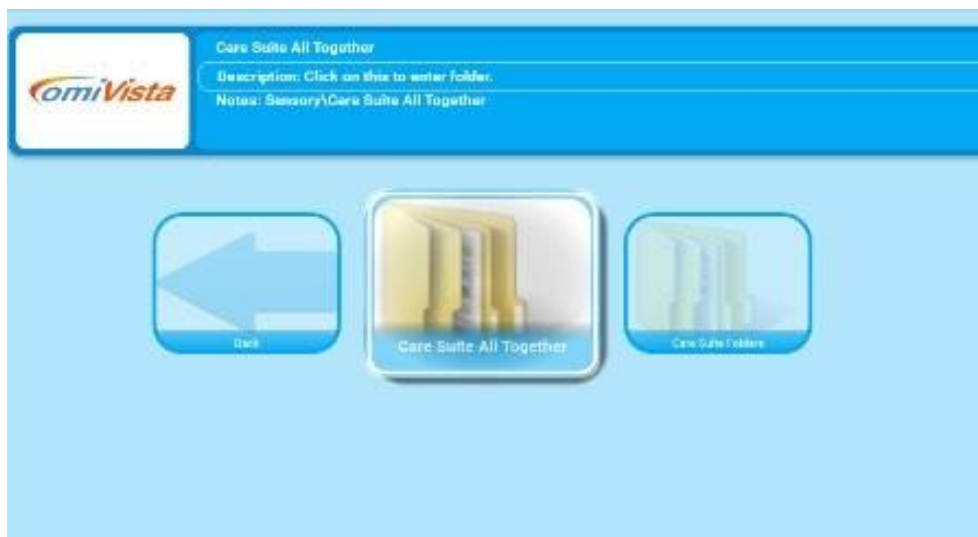 Care Suite All Together
Description: Click on this to enter folder.
Notes: Sensory\Care Suite All Together
omiVista
Back
Care Suite All Together
Care Suite Folders